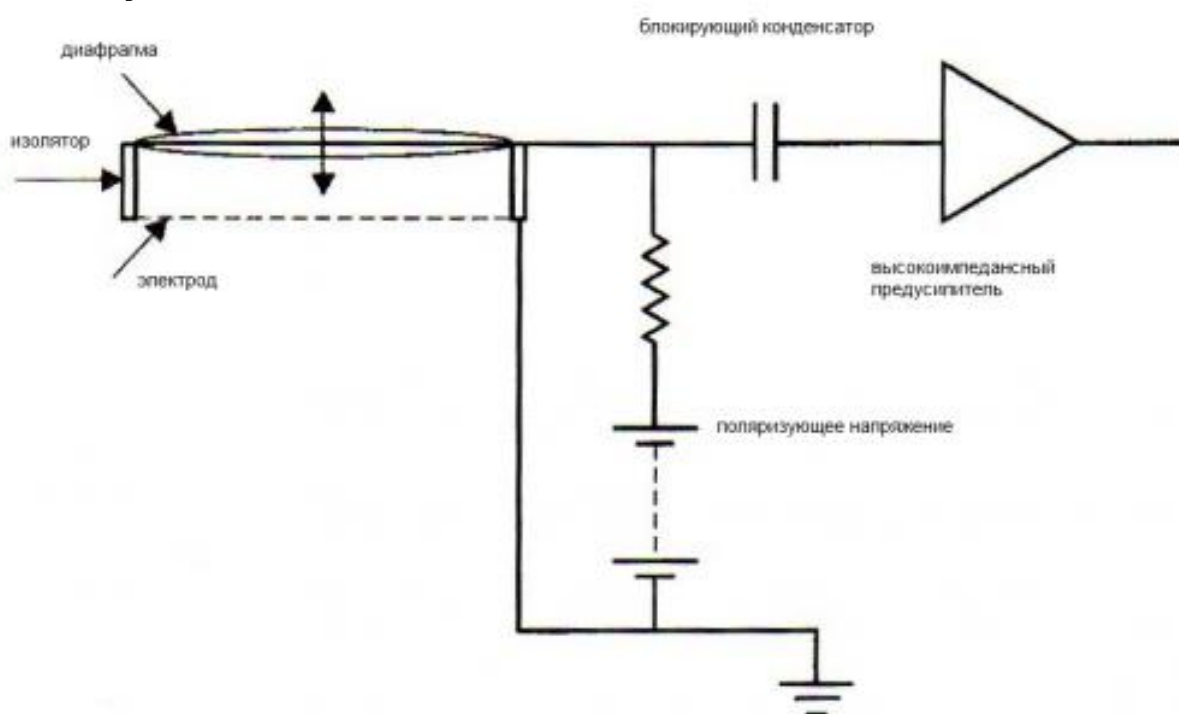 блокирующий конденсатор
диафрагма
изолятор
электрод
высокоимпедансный
предусилитель
поляризующее напряжение